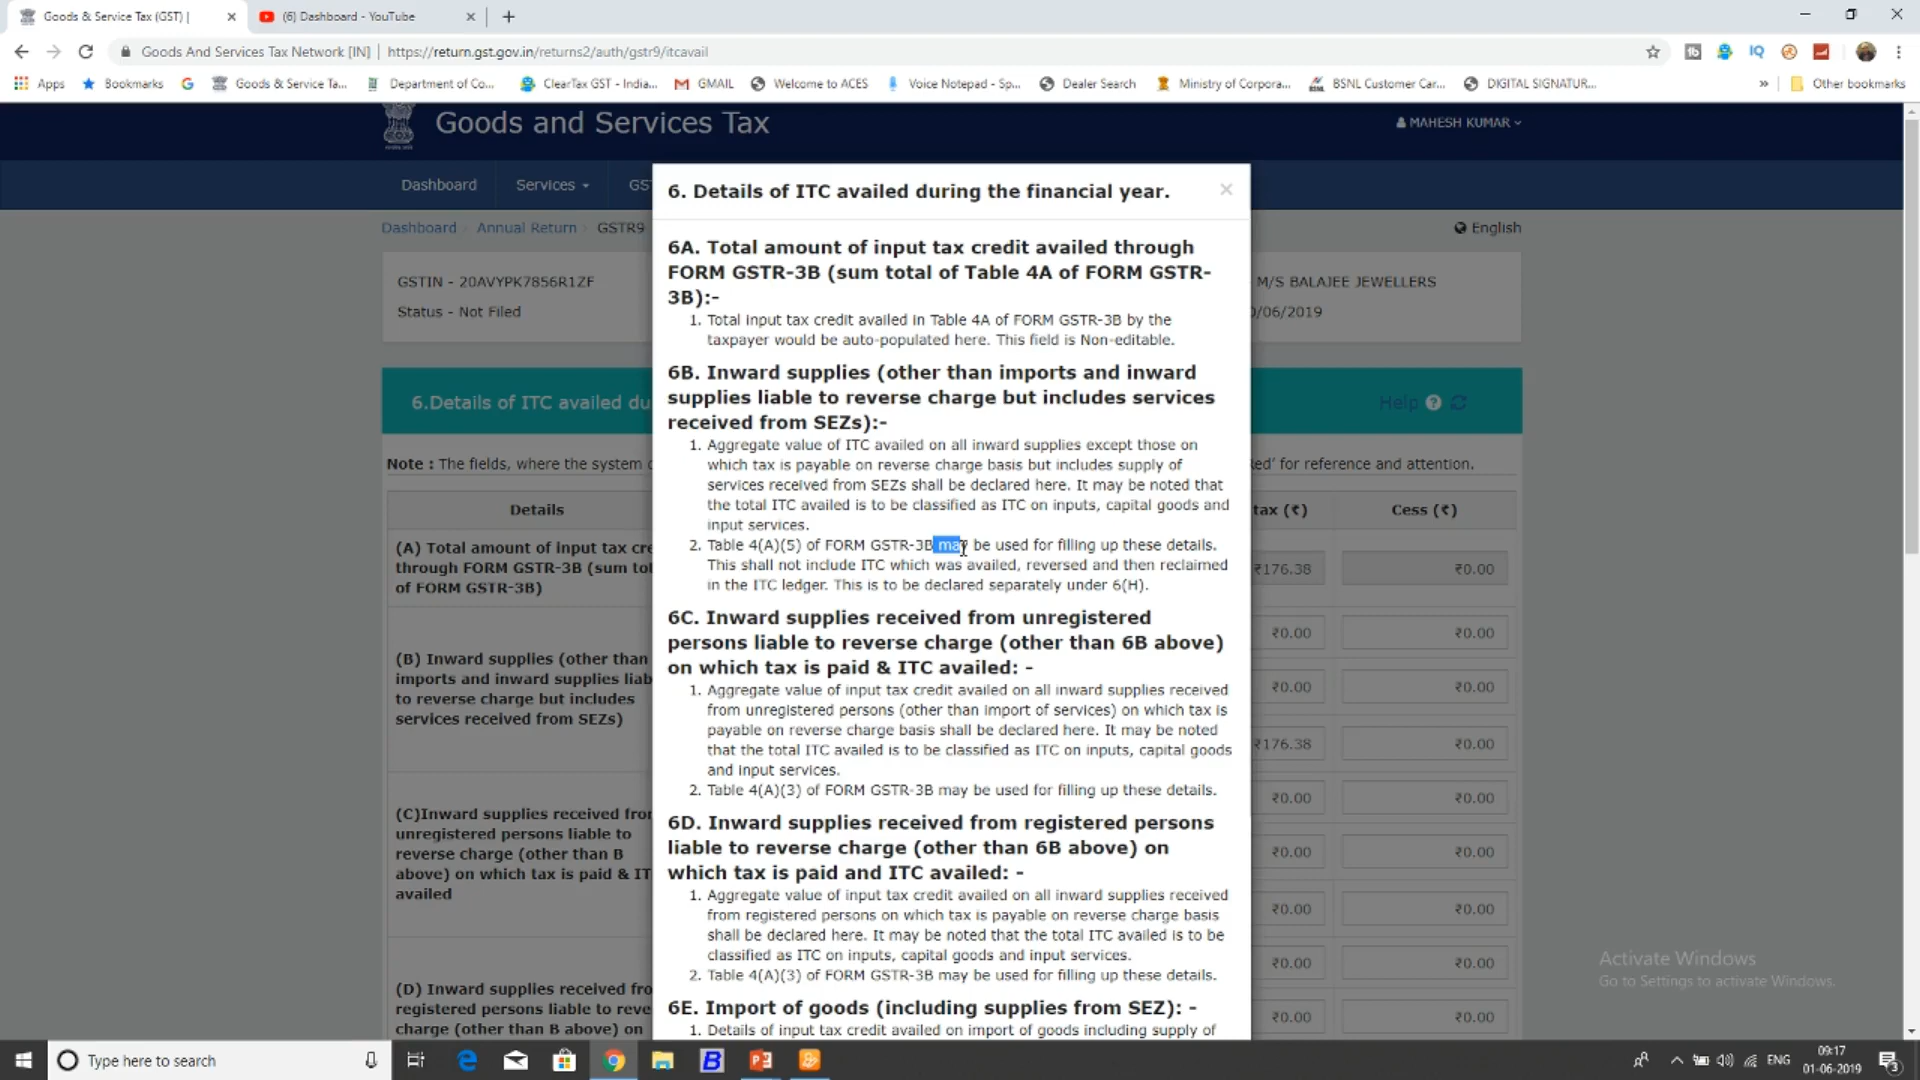 Goods & Service Tax (GST) |
(6) Dashboard - YouTube
Goods And Services Tax Network [IN] | https://return.gst.gov.in/returns2/auth/gstr9/itcavail
Apps
Bookmarks
Goods & Service Ta...
Department of Co...
ClearTax GST - India...
GMAIL
Welcome to ACES
Voice Notepad - Sp...
Dealer Search
Ministry of Corpora...
BSNL Customer Car...
DIGITAL SIGNATUR...
»
Other bookmarks
Goods and Services Tax
MAHESH KUMAR
Dashboard
Services
GS
Dashboard
Annual Return
GSTR9
English
GSTIN - 20AVYPK7856R1ZF
M/S BALAJEE JEWELLERS
Status - Not Filed
/06/2019
6.Details of ITC availed du
Help ?
Note : The fields, where the system
ed' for reference and attention.
Details
tax (₹)
Cess (₹)
(A) Total amount of input tax cre
through FORM GSTR-3B (sum tot
of FORM GSTR-3B)
₹176.38
₹0.00
(B) Inward supplies (other than
imports and inward supplies liab
to reverse charge but includes
services received from SEZs)
₹0.00
₹0.00
₹0.00
₹0.00
₹176.38
₹0.00
(C)Inward supplies received fror
unregistered persons liable to
reverse charge (other than B
above) on which tax is paid & IT
availed
₹0.00
₹0.00
₹0.00
₹0.00
₹0.00
₹0.00
(D) Inward supplies received fro
registered persons liable to reve
charge (other than B above) on
₹0.00
₹0.00
₹0.00
₹0.00
6. Details of ITC availed during the financial year.
×
6A. Total amount of input tax credit availed through
FORM GSTR-3B (sum total of Table 4A of FORM GSTR-
3B):-
1. Total input tax credit availed in Table 4A of FORM GSTR-3B by the
taxpayer would be auto-populated here. This field is Non-editable.
6B. Inward supplies (other than imports and inward
supplies liable to reverse charge but includes services
received from SEZs):-
1. Aggregate value of ITC availed on all inward supplies except those on
which tax is payable on reverse charge basis but includes supply of
services received from SEZs shall be declared here. It may be noted that
the total ITC availed is to be classified as ITC on inputs, capital goods and
input services.
2. Table 4(A)(5) of FORM GSTR-3B may be used for filling up these details.
This shall not include ITC which was availed, reversed and then reclaimed
in the ITC ledger. This is to be declared separately under 6(H).
6C. Inward supplies received from unregistered
persons liable to reverse charge (other than 6B above)
on which tax is paid & ITC availed: -
1. Aggregate value of input tax credit availed on all inward supplies received
from unregistered persons (other than import of services) on which tax is
payable on reverse charge basis shall be declared here. It may be noted
that the total ITC availed is to be classified as ITC on inputs, capital goods
and input services.
2. Table 4(A)(3) of FORM GSTR-3B may be used for filling up these details.
6D. Inward supplies received from registered persons
liable to reverse charge (other than 6B above) on
which tax is paid and ITC availed: -
1. Aggregate value of input tax credit availed on all inward supplies received
from registered persons on which tax is payable on reverse charge basis
shall be declared here. It may be noted that the total ITC availed is to be
classified as ITC on inputs, capital goods and input services.
2. Table 4(A)(3) of FORM GSTR-3B may be used for filling up these details.
6E. Import of goods (including supplies from SEZ): -
1. Details of input tax credit availed on import of goods including supply of
Activate Windows
Go to Settings to activate Windows.
Type here to search
ENG
09:17
01-06-2019
3